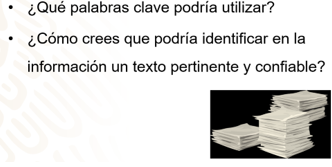 • ¿Qué palabras clave podría utilizar?
• ¿Cómo crees que podría identificar en la
información un texto pertinente y confiable?